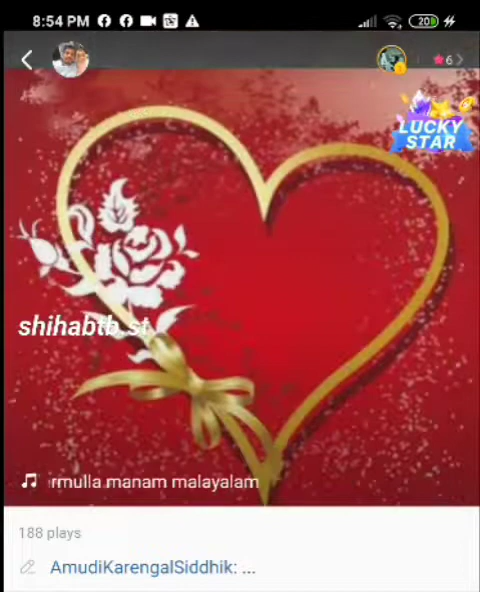 8:54 PM
20
6
LUCKY
STAR
shihabtb.st
rmulla manam malayalam
188 plays
AmudiKarengalSiddhik: ...